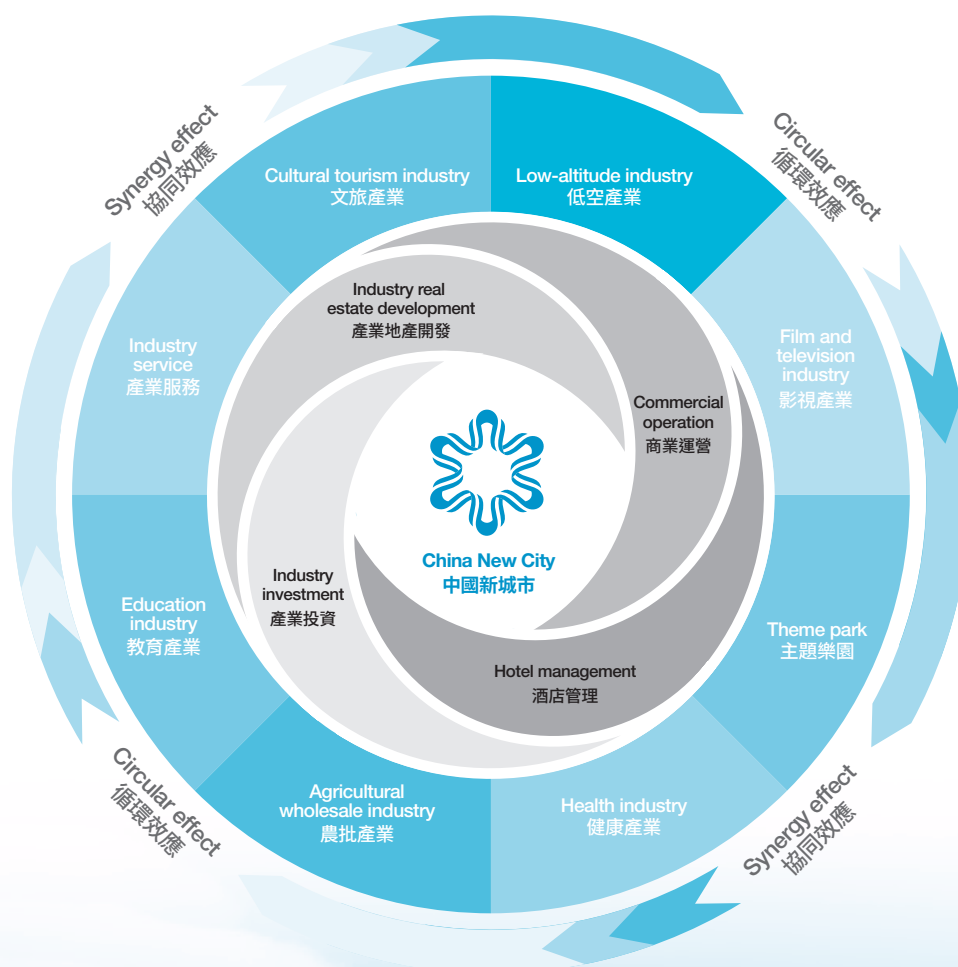 Synergy effect
協同效應
Circular effect
循環效應
Cultural tourism industry
文旅產業
Low-altitude industry
低空產業
Industry real
estate development
產業地產開發
Industry
service
產業服務
Film and
television
industry
影視產業
Commercial
operation
商業運營
China New City
中國新城市
Industry
investment
產業投資
Education
industry
教育產業
Theme park
主題樂園
Hotel management
酒店管理
Agricultural
wholesale industry
農批產業
Health industry
健康產業
Circular effect
循環效應
Synergy effect
協同效應